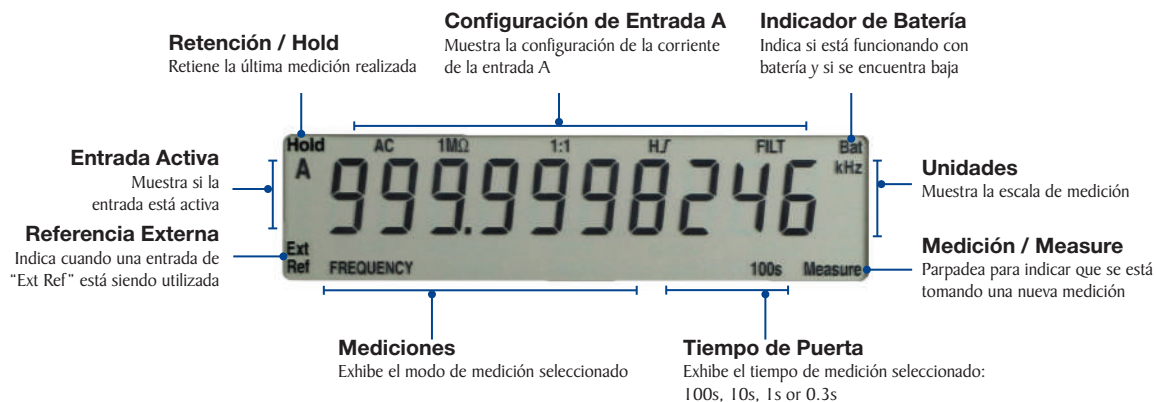 Retención / Hold
Retiene la última medición realizada
Configuración de Entrada A
Muestra la configuración de la corriente
de la entrada A
Indicador de Batería
Indica si está funcionando con
batería y si se encuentra baja
Entrada Activa
Muestra si la
entrada está activa
Referencia Externa
Indica cuando una entrada de
“Ext Ref” está siendo utilizada
Hold AC 1MΩ 1:1 H.ʃ FILT Bat
A 999.9998246 kHz
Ext
Ref FREQUENCY 100s Measure
Unidades
Muestra la escala de medición
Medición / Measure
Parpadea para indicar que se está
tomando una nueva medición
Mediciones
Exhibe el modo de medición seleccionado
Tiempo de Puerta
Exhibe el tiempo de medición seleccionado:
100s, 10s, 1s or 0.3s